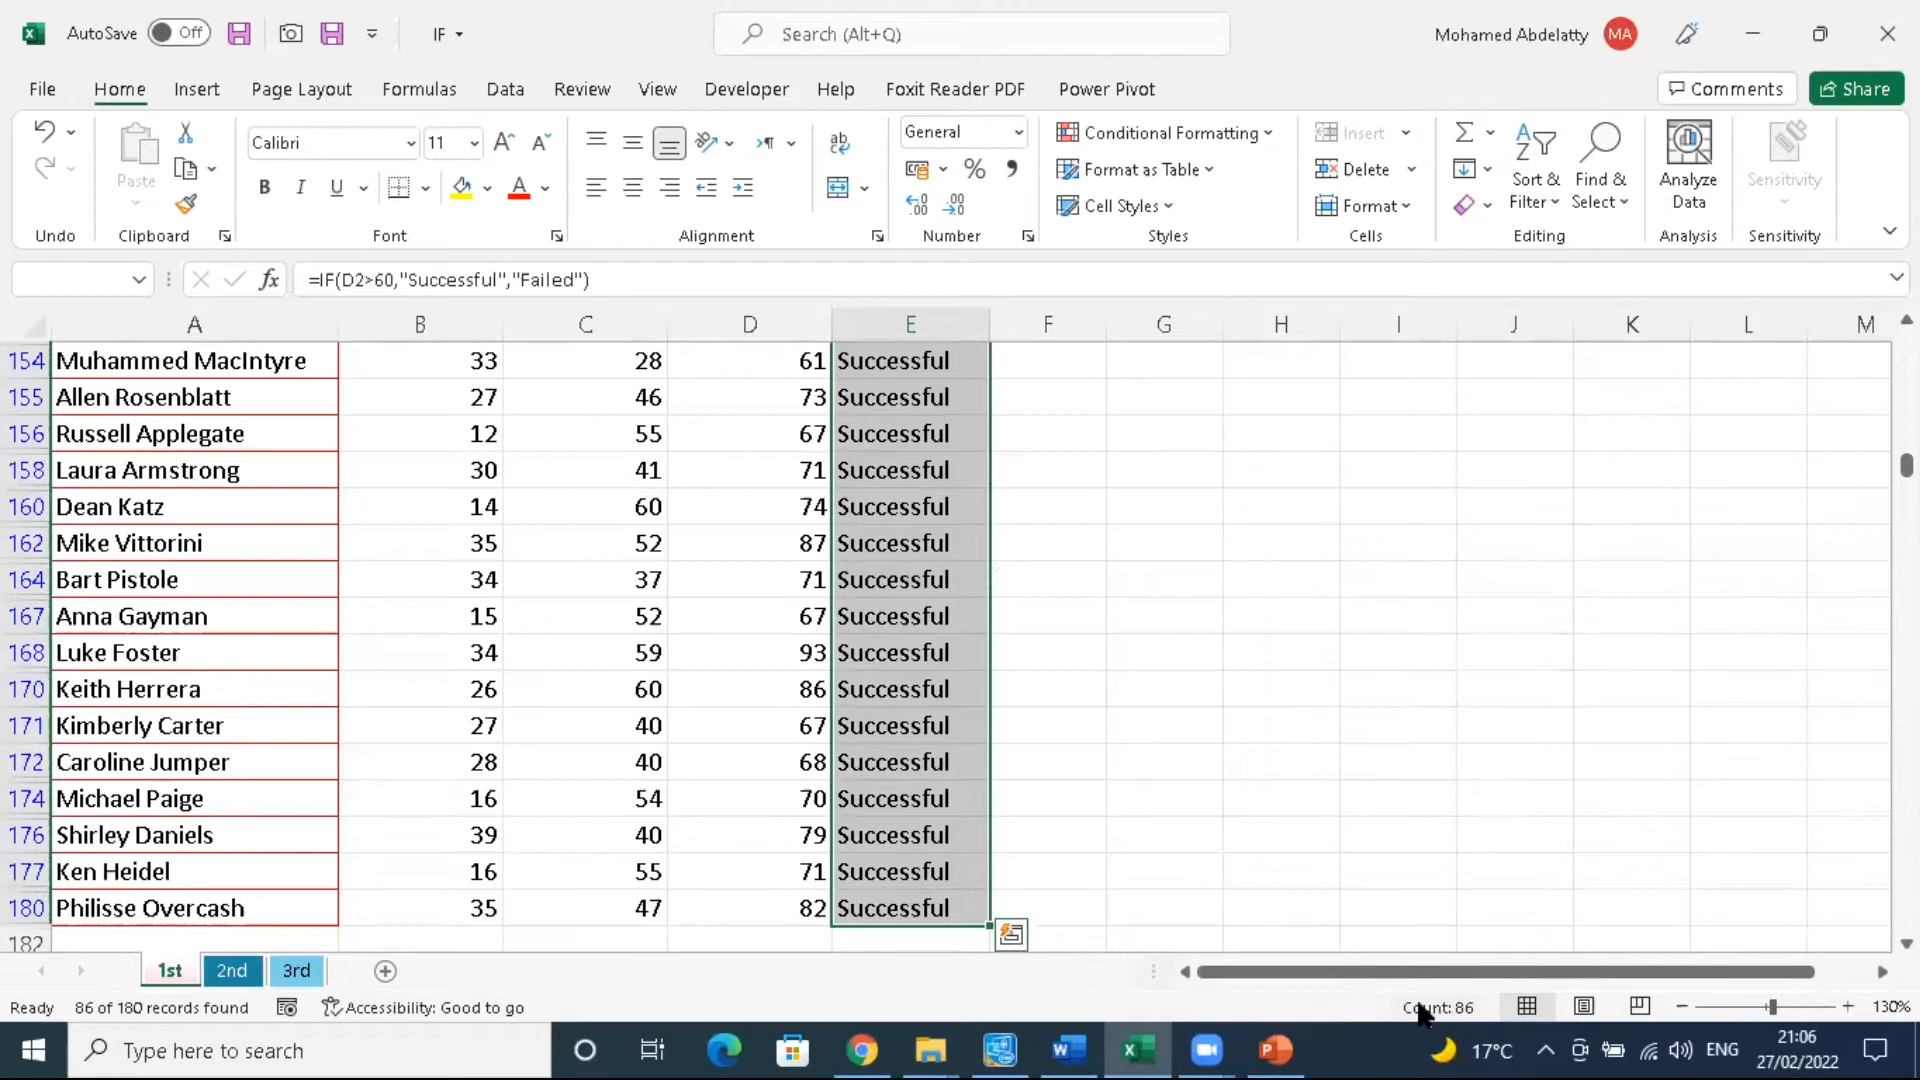 AutoSave Off IF Search (Alt+Q) Mohamed Abdelatty MA
File Home Insert Page Layout Formulas Data Review View Developer Help Foxit Reader PDF Power Pivot Comments Share
Paste
Calibri 11
General
Conditional Formatting
Format as Table
Cell Styles
Insert
Delete
Format
Sort & Filter
Find & Select
Analyze Data
Sensitivity
Undo Clipboard Font Alignment Number Styles Cells Editing Analysis Sensitivity
fx =IF(D2>60,"Successful","Failed")
A B C D E F G H I J K L M
154 Muhammed MacIntyre 33 28 61 Successful
155 Allen Rosenblatt 27 46 73 Successful
156 Russell Applegate 12 55 67 Successful
158 Laura Armstrong 30 41 71 Successful
160 Dean Katz 14 60 74 Successful
162 Mike Vittorini 35 52 87 Successful
164 Bart Pistole 34 37 71 Successful
167 Anna Gayman 15 52 67 Successful
168 Luke Foster 34 59 93 Successful
170 Keith Herrera 26 60 86 Successful
171 Kimberly Carter 27 40 67 Successful
172 Caroline Jumper 28 40 68 Successful
174 Michael Paige 16 54 70 Successful
176 Shirley Daniels 39 40 79 Successful
177 Ken Heidel 16 55 71 Successful
180 Philisse Overcash 35 47 82 Successful
182
1st 2nd 3rd
Ready 86 of 180 records found Accessibility: Good to go Count: 86 130%
Type here to search 17°C ENG 21:06
27/02/2022